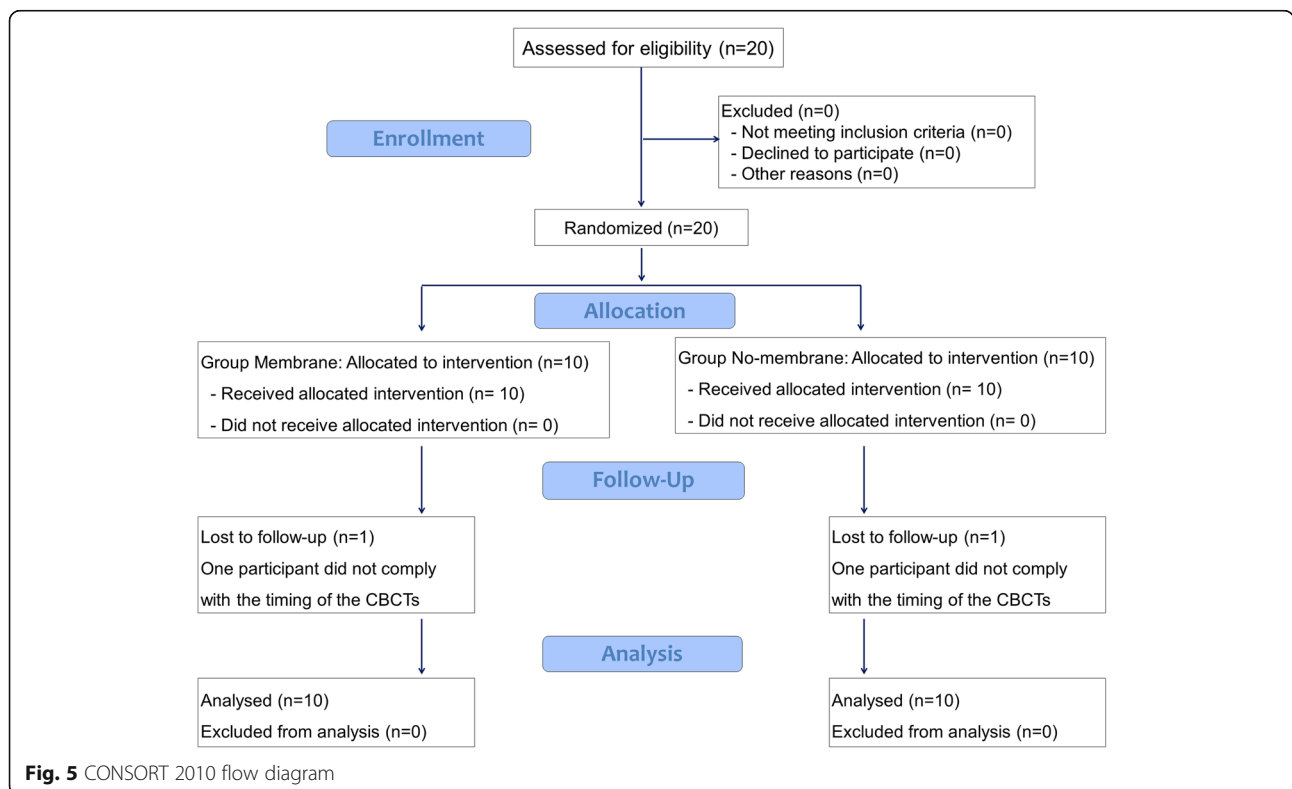 Assessed for eligibility (n=20)
Enrollment
Excluded (n=0)
- Not meeting inclusion criteria (n=0)
- Declined to participate (n=0)
- Other reasons (n=0)
Randomized (n=20)
Allocation
Group Membrane: Allocated to intervention (n=10)
- Received allocated intervention (n= 10)
- Did not receive allocated intervention (n= 0)
Group No-membrane: Allocated to intervention (n=10)
- Received allocated intervention (n= 10)
- Did not receive allocated intervention (n= 0)
Follow-Up
Lost to follow-up (n=1)
One participant did not comply
with the timing of the CBCTs
Lost to follow-up (n=1)
One participant did not comply
with the timing of the CBCTs
Analysis
Analysed (n=10)
Excluded from analysis (n=0)
Analysed (n=10)
Excluded from analysis (n=0)
Fig. 5 CONSORT 2010 flow diagram